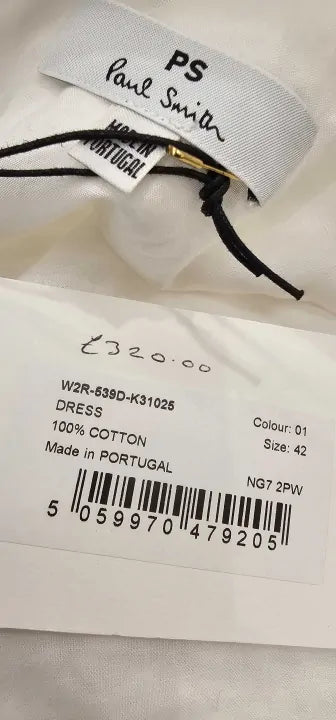 PS
Paul Smith
MADE IN
PORTUGAL
£320.00
W2R-539D-K31025
DRESS
100% COTTON
Made in PORTUGAL
Colour: 01
Size: 42
NG7 2PW
5 059970 479205